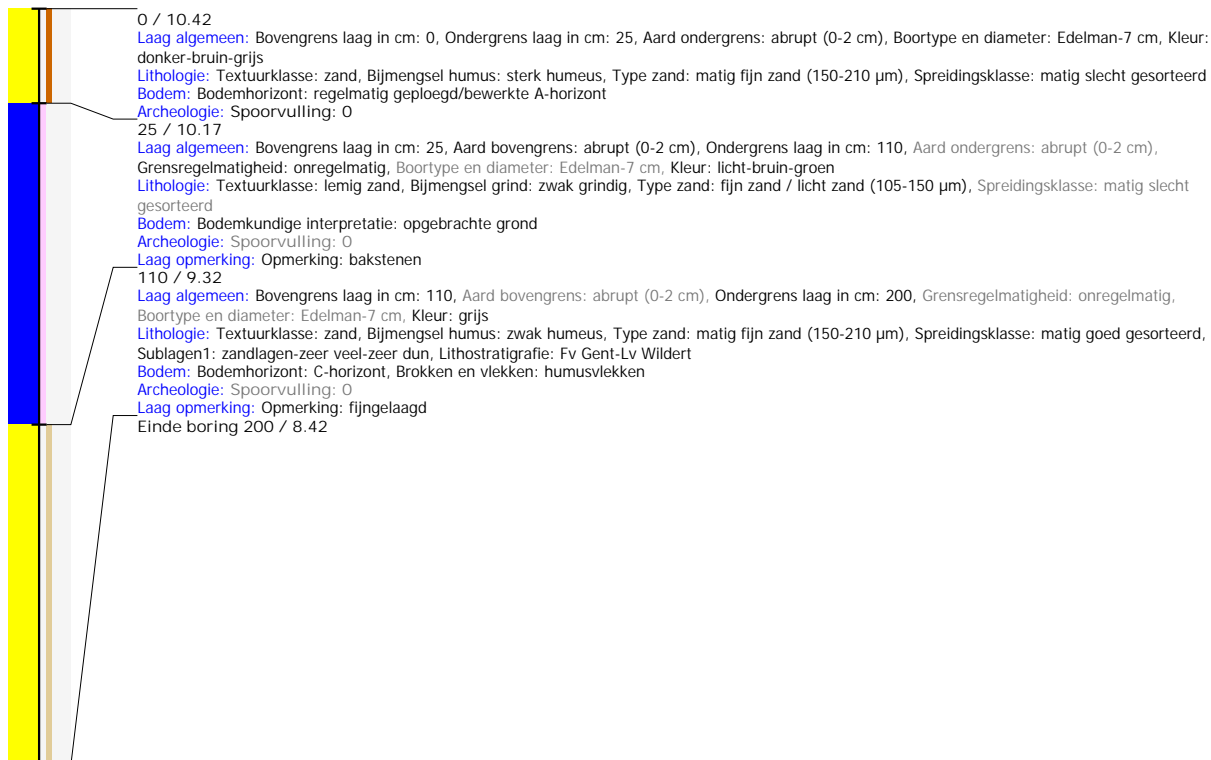 0 / 10.42
Laag algemeen: Bovengrens laag in cm: 0, Ondergrens laag in cm: 25, Aard ondergrens: abrupt (0-2 cm), Boortype en diameter: Edelman-7 cm, Kleur:
donker-bruin-grijs
Lithologie: Textuurklasse: zand, Bijmengsel humus: sterk humeus, Type zand: matig fijn zand (150-210 µm), Spreidingsklasse: matig slecht gesorteerd
Bodem: Bodemhorizont: regelmatig geploegd/bewerkte A-horizont
Archeologie: Spoorvulling: 0
25 / 10.17
Laag algemeen: Bovengrens laag in cm: 25, Aard bovengrens: abrupt (0-2 cm), Ondergrens laag in cm: 110, Aard ondergrens: abrupt (0-2 cm),
Grensregelmatigheid: onregelmatig, Boortype en diameter: Edelman-7 cm, Kleur: licht-bruin-groen
Lithologie: Textuurklasse: lemig zand, Bijmengsel grind: zwak grindig, Type zand: fijn zand / licht zand (105-150 µm), Spreidingsklasse: matig slecht
gesorteerd
Bodem: Bodemkundige interpretatie: opgebrachte grond
Archeologie: Spoorvulling: 0
Laag opmerking: Opmerking: bakstenen
110 / 9.32
Laag algemeen: Bovengrens laag in cm: 110, Aard bovengrens: abrupt (0-2 cm), Ondergrens laag in cm: 200, Grensregelmatigheid: onregelmatig,
Boortype en diameter: Edelman-7 cm, Kleur: grijs
Lithologie: Textuurklasse: zand, Bijmengsel humus: zwak humeus, Type zand: matig fijn zand (150-210 µm), Spreidingsklasse: matig goed gesorteerd,
Sublagen1: zandlagen-zeer veel-zeer dun, Lithostratigrafie: Fv Gent-Lv Wildert
Bodem: Bodemhorizont: C-horizont, Brokken en vlekken: humusvlekken
Archeologie: Spoorvulling: 0
Laag opmerking: Opmerking: fijngelaagd
Einde boring 200 / 8.42